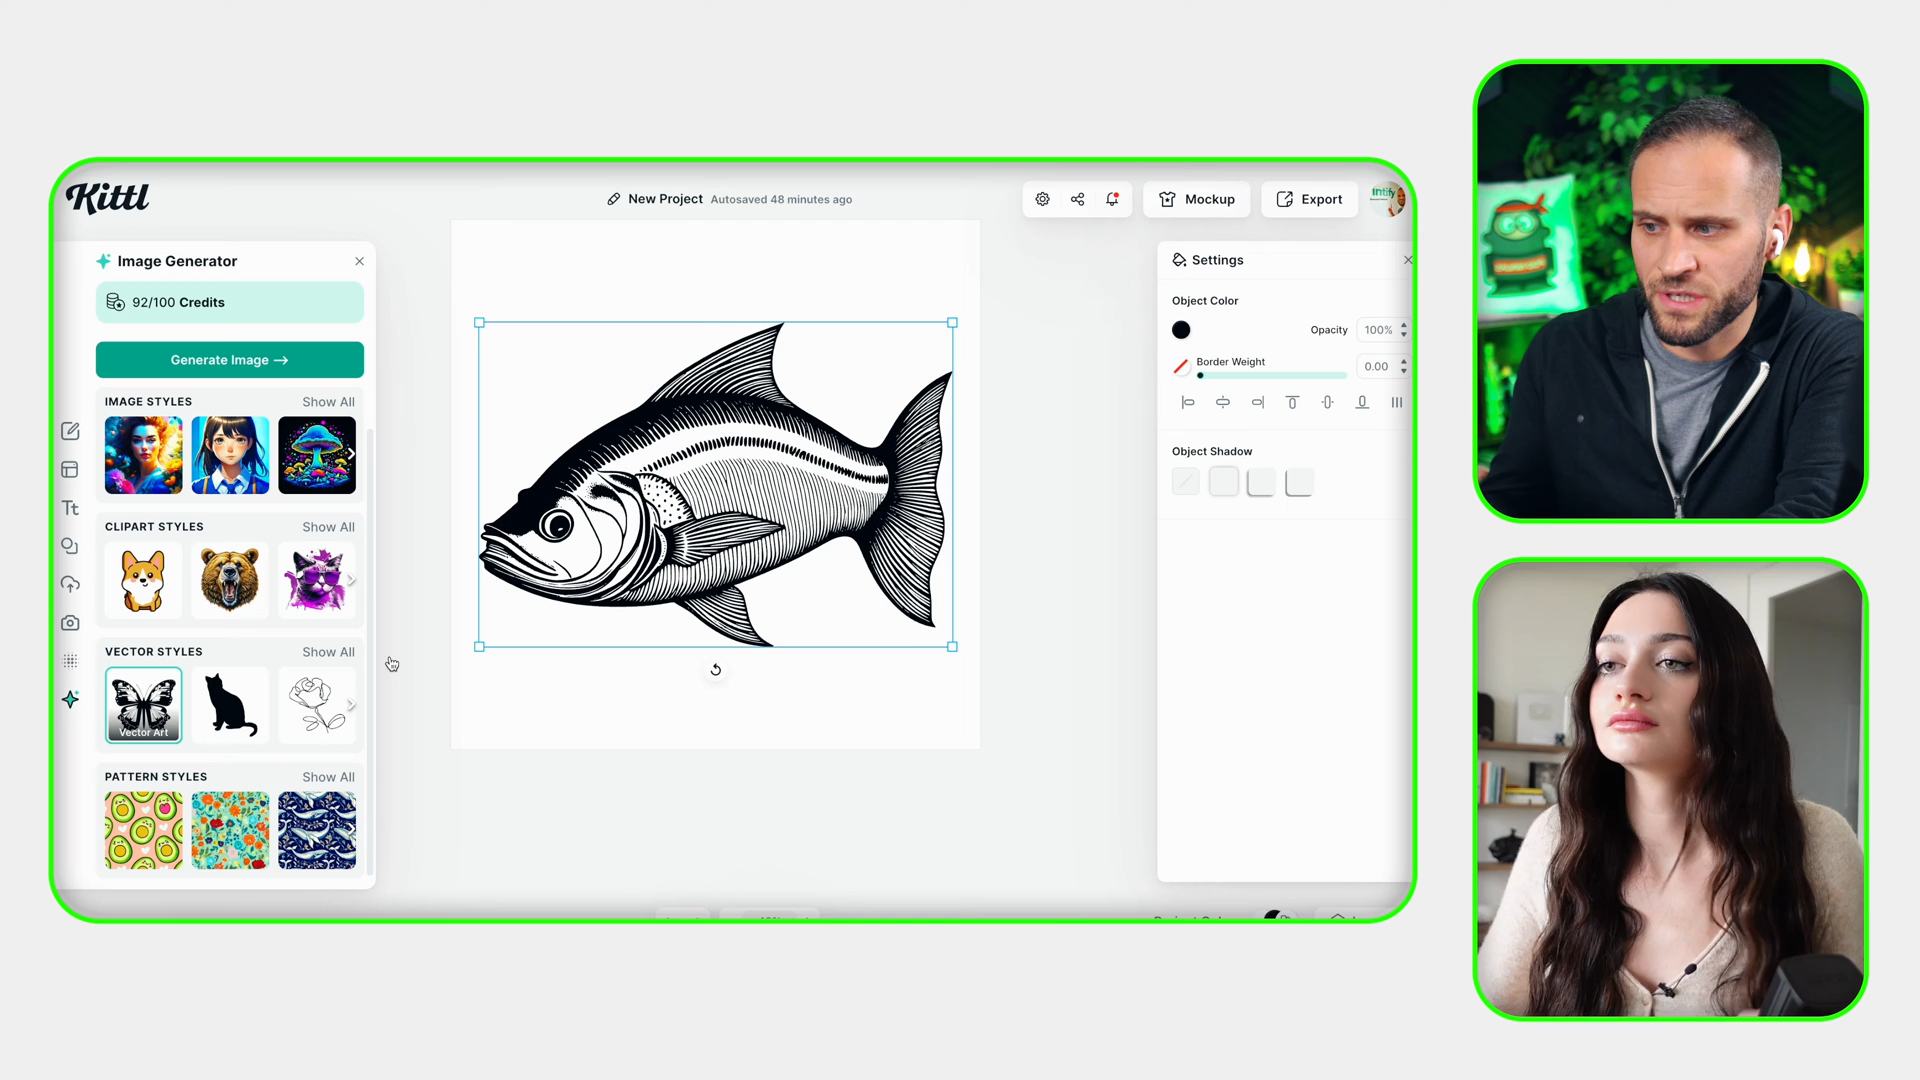 Kittl
New Project Autosaved 48 minutes ago
Mockup
Export
Intify
Image Generator
92/100 Credits
Generate Image →
IMAGE STYLES Show All
CLIPART STYLES Show All
VECTOR STYLES Show All
Vector Art
PATTERN STYLES Show All
Settings
Object Color
Opacity 100%
Border Weight 0.00
Object Shadow
Tt